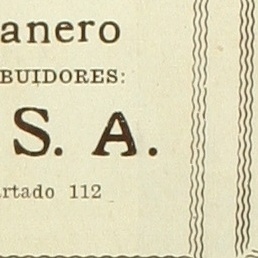 anero
BUIDORES:
S. A.
rtado 112